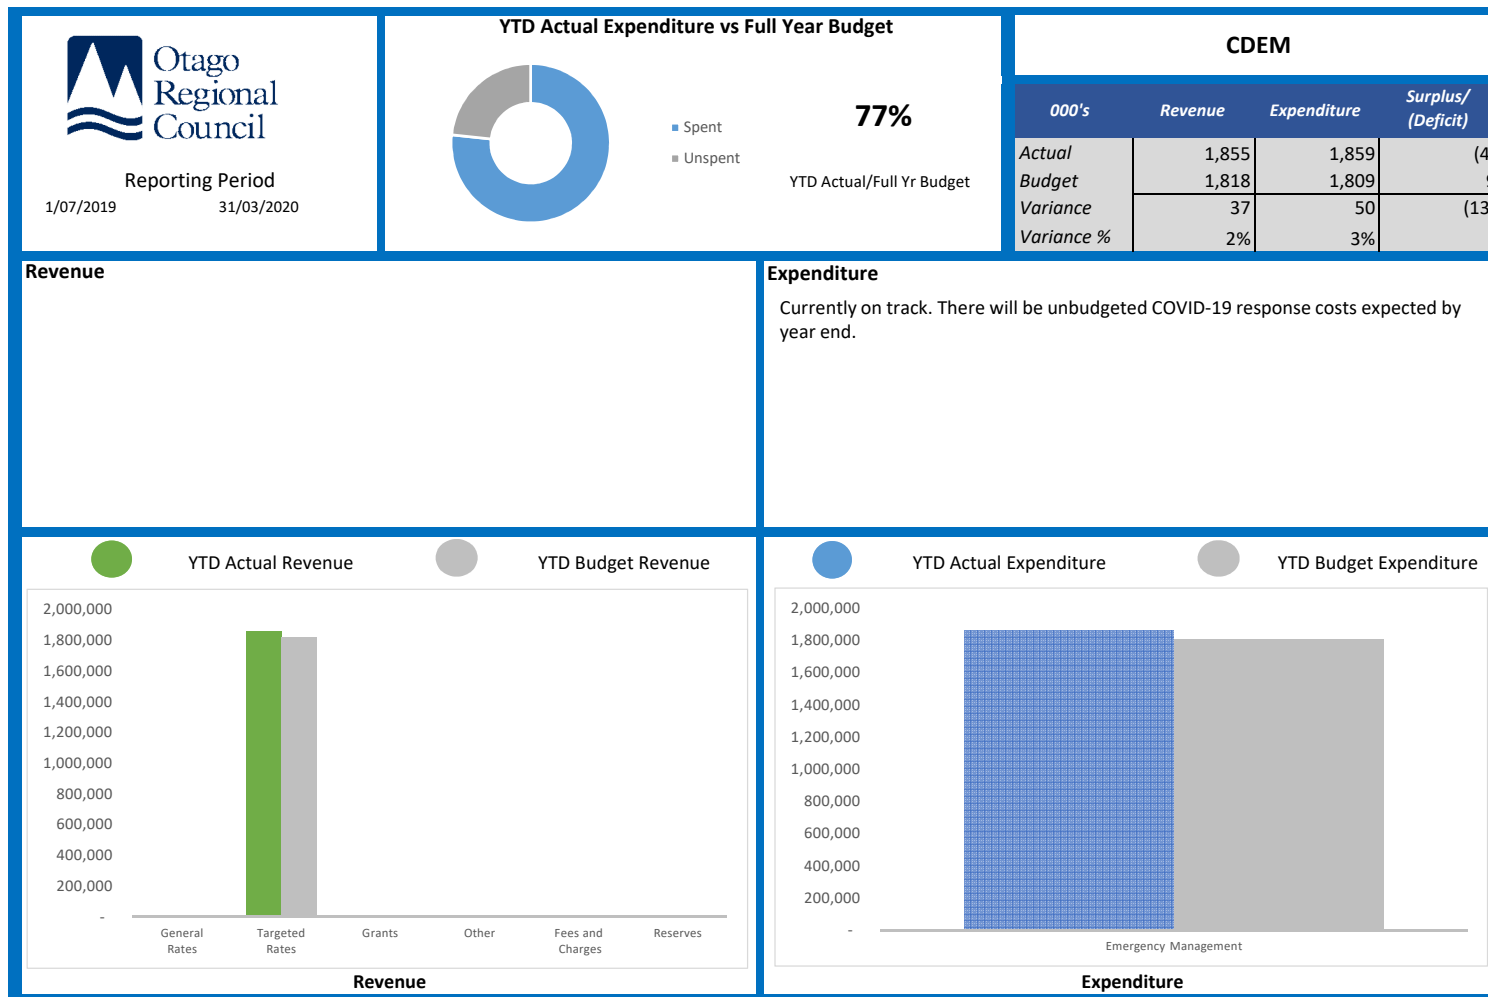 Otago
Regional
Council
Reporting Period
1/07/2019 31/03/2020
YTD Actual Expenditure vs Full Year Budget
Spent
Unspent
77%
YTD Actual/Full Yr Budget
CDEM
000's Revenue Expenditure Surplus/
(Deficit)
Actual 1,855 1,859 (4
Budget 1,818 1,809
Variance 37 50 (13
Variance % 2% 3%
Revenue
Expenditure
Currently on track. There will be unbudgeted COVID-19 response costs expected by
year end.
YTD Actual Revenue YTD Budget Revenue
2,000,000
1,800,000
1,600,000
1,400,000
1,200,000
1,000,000
800,000
600,000
400,000
200,000
-
General
Rates
Targeted
Rates
Grants
Other
Fees and
Charges
Reserves
Revenue
YTD Actual Expenditure YTD Budget Expenditure
2,000,000
1,800,000
1,600,000
1,400,000
1,200,000
1,000,000
800,000
600,000
400,000
200,000
-
Emergency Management
Expenditure